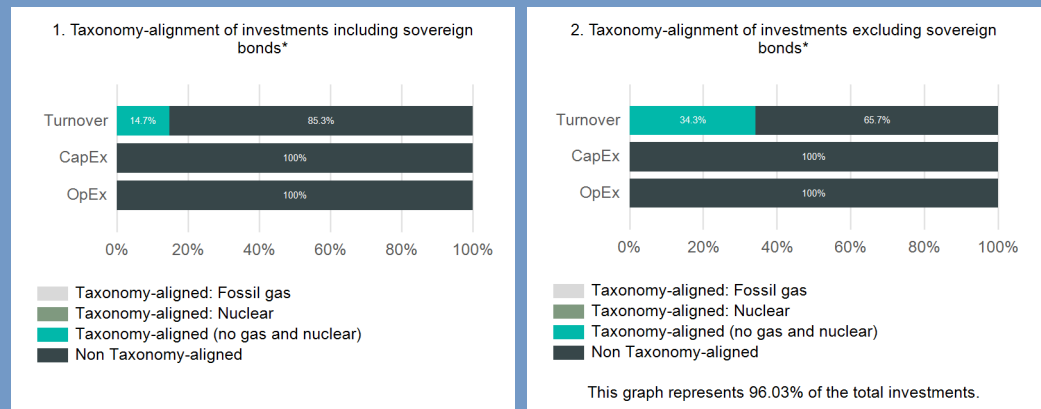 1. Taxonomy-alignment of investments including sovereign
bonds*
Turnover
14.7%
85.3%
CapEx
100%
OpEx
100%
0%
20%
40%
60%
80%
100%
Taxonomy-aligned: Fossil gas
Taxonomy-aligned: Nuclear
Taxonomy-aligned (no gas and nuclear)
Non Taxonomy-aligned
2. Taxonomy-alignment of investments excluding sovereign
bonds*
Turnover
34.3%
65.7%
CapEx
100%
OpEx
100%
0%
20%
40%
60%
80%
100%
Taxonomy-aligned: Fossil gas
Taxonomy-aligned: Nuclear
Taxonomy-aligned (no gas and nuclear)
Non Taxonomy-aligned
This graph represents 96.03% of the total investments.